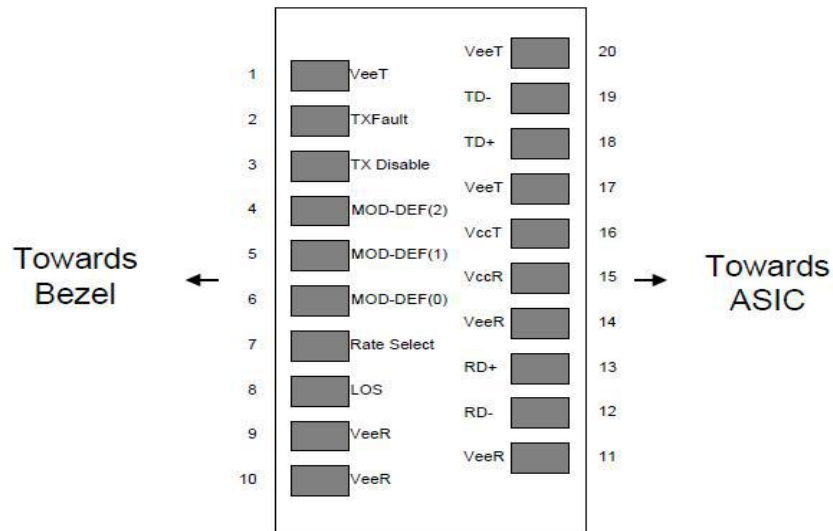 VeeT 20
1 VeeT
TD- 19
2 TXFault
TD+ 18
3 TX Disable
VeeT 17
4 MOD-DEF(2)
VccT 16
5 MOD-DEF(1)
Towards
Bezel
VccR 15
Towards
ASIC
6 MOD-DEF(0)
VeeR 14
7 Rate Select
RD+ 13
8 LOS
RD- 12
9 VeeR
VeeR 11
10 VeeR